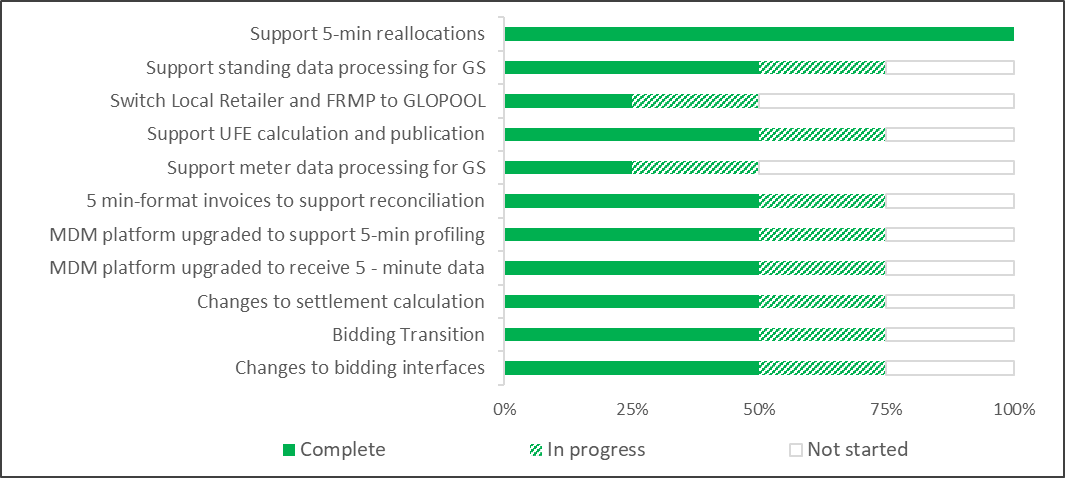 Support 5-min reallocations
Support standing data processing for GS
Switch Local Retailer and FRMP to GLOPOOL
Support UFE calculation and publication
Support meter data processing for GS
5 min-format invoices to support reconciliation
MDM platform upgraded to support 5-min profiling
MDM platform upgraded to receive 5 - minute data
Changes to settlement calculation
Bidding Transition
Changes to bidding interfaces
0% 25% 50% 75% 100%
Complete In progress Not started